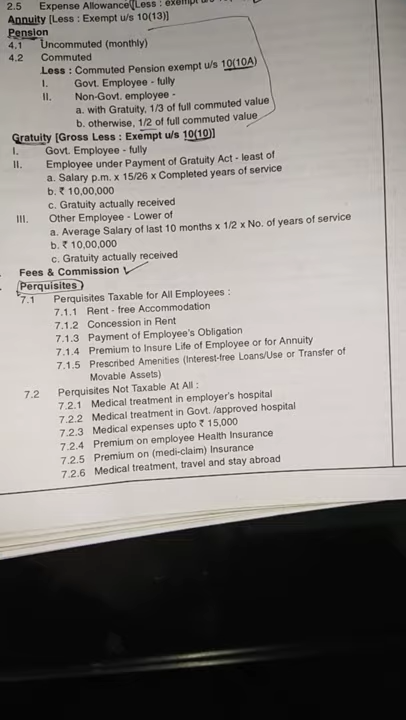 2.5 Expense Allowance [Less : exempt u/s
Annuity [Less : Exempt u/s 10(13)]
Pension
4.1 Uncommuted (monthly)
4.2 Commuted
Less : Commuted Pension exempt u/s 10(10A)
I. Govt. Employee - fully
II. Non-Govt. employee -
a. with Gratuity, 1/3 of full commuted value
b. otherwise, 1/2 of full commuted value
Gratuity [Gross Less : Exempt u/s 10(10)]
I. Govt. Employee - fully
II. Employee under Payment of Gratuity Act - least of
a. Salary p.m. x 15/26 x Completed years of service
b. ₹ 10,00,000
c. Gratuity actually received
III. Other Employee - Lower of
a. Average Salary of last 10 months x 1/2 x No. of years of service
b. ₹ 10,00,000
c. Gratuity actually received
Fees & Commission
(Perquisites)
7.1 Perquisites Taxable for All Employees :
7.1.1 Rent - free Accommodation
7.1.2 Concession in Rent
7.1.3 Payment of Employee's Obligation
7.1.4 Premium to Insure Life of Employee or for Annuity
7.1.5 Prescribed Amenities (Interest-free Loans/Use or Transfer of
Movable Assets)
7.2 Perquisites Not Taxable At All :
7.2.1 Medical treatment in employer's hospital
7.2.2 Medical treatment in Govt. /approved hospital
7.2.3 Medical expenses upto ₹ 15,000
7.2.4 Premium on employee Health Insurance
7.2.5 Premium on (medi-claim) Insurance
7.2.6 Medical treatment, travel and stay abroad